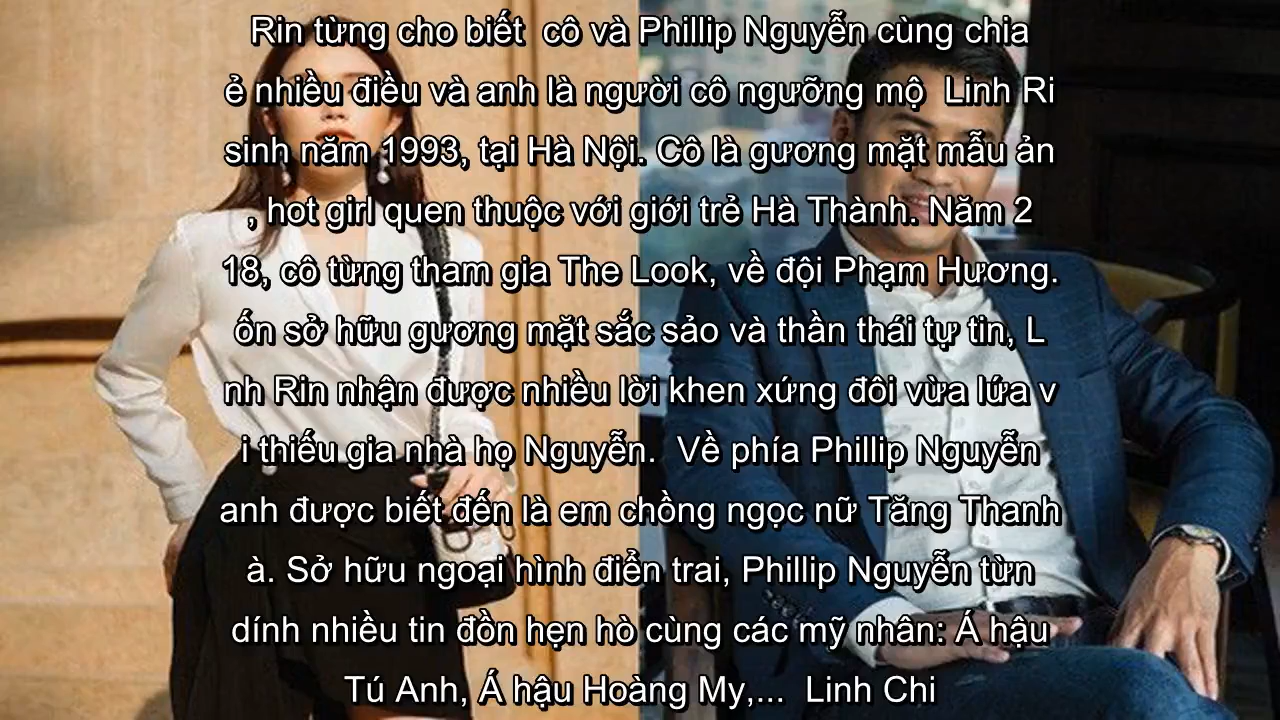 Rin từng cho biết  cô và Phillip Nguyễn cùng chia
ẻ nhiều điều và anh là người cô ngưỡng mộ  Linh Ri
sinh năm 1993, tại Hà Nội. Cô là gương mặt mẫu ản
, hot girl quen thuộc với giới trẻ Hà Thành. Năm 2
18, cô từng tham gia The Look, về đội Phạm Hương.
ốn sở hữu gương mặt sắc sảo và thần thái tự tin, L
nh Rin nhận được nhiều lời khen xứng đôi vừa lứa v
i thiếu gia nhà họ Nguyễn.  Về phía Phillip Nguyễn
anh được biết đến là em chồng ngọc nữ Tăng Thanh
à. Sở hữu ngoại hình điển trai, Phillip Nguyễn từn
dính nhiều tin đồn hẹn hò cùng các mỹ nhân: Á hậu
Tú Anh, Á hậu Hoàng My,...  Linh Chi